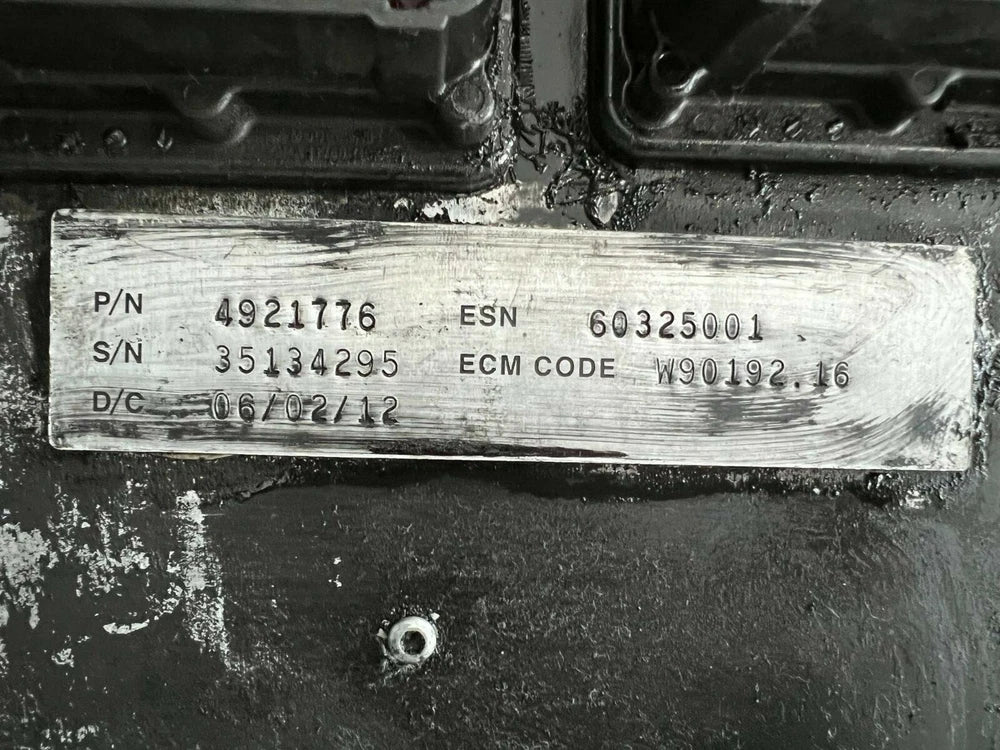 P/N 4921776 ESN 60325001
S/N 35134295 ECM CODE W90192.16
D/C 06/02/12